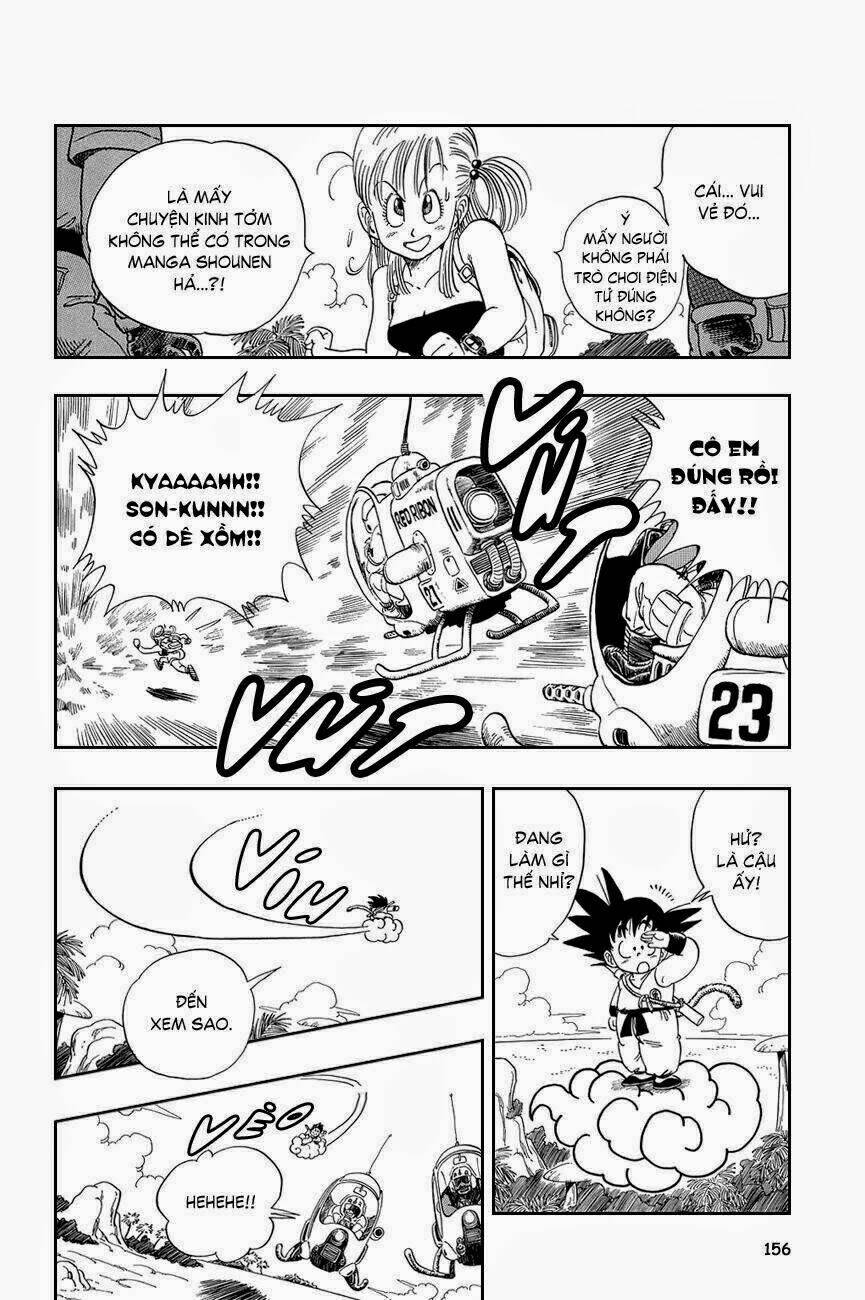 CÁI... VUI
VẺ ĐÓ...
Ý
MẤY NGƯỜI
KHÔNG PHẢI
TRÒ CHƠI ĐIỆN
TỬ ĐÚNG
KHÔNG?
LÀ MẤY
CHUYỆN KINH TỞM
KHÔNG THỂ CÓ TRONG
MANGA SHOUNEN
HẢ...?!
CÔ EM
ĐÚNG RỒI
ĐẤY!!
VÚT
RED RIBON
21
23
KYAAAAHH!!
SON-KUNNN!!
CÓ DÊ XỒM!!
VÚT
HỬ?
LÀ CẬU
ẤY!
ĐANG
LÀM GÌ
THẾ NHỈ?
VÍU
ĐẾN
XEM SAO.
VÈO
HEHEHE!!
156